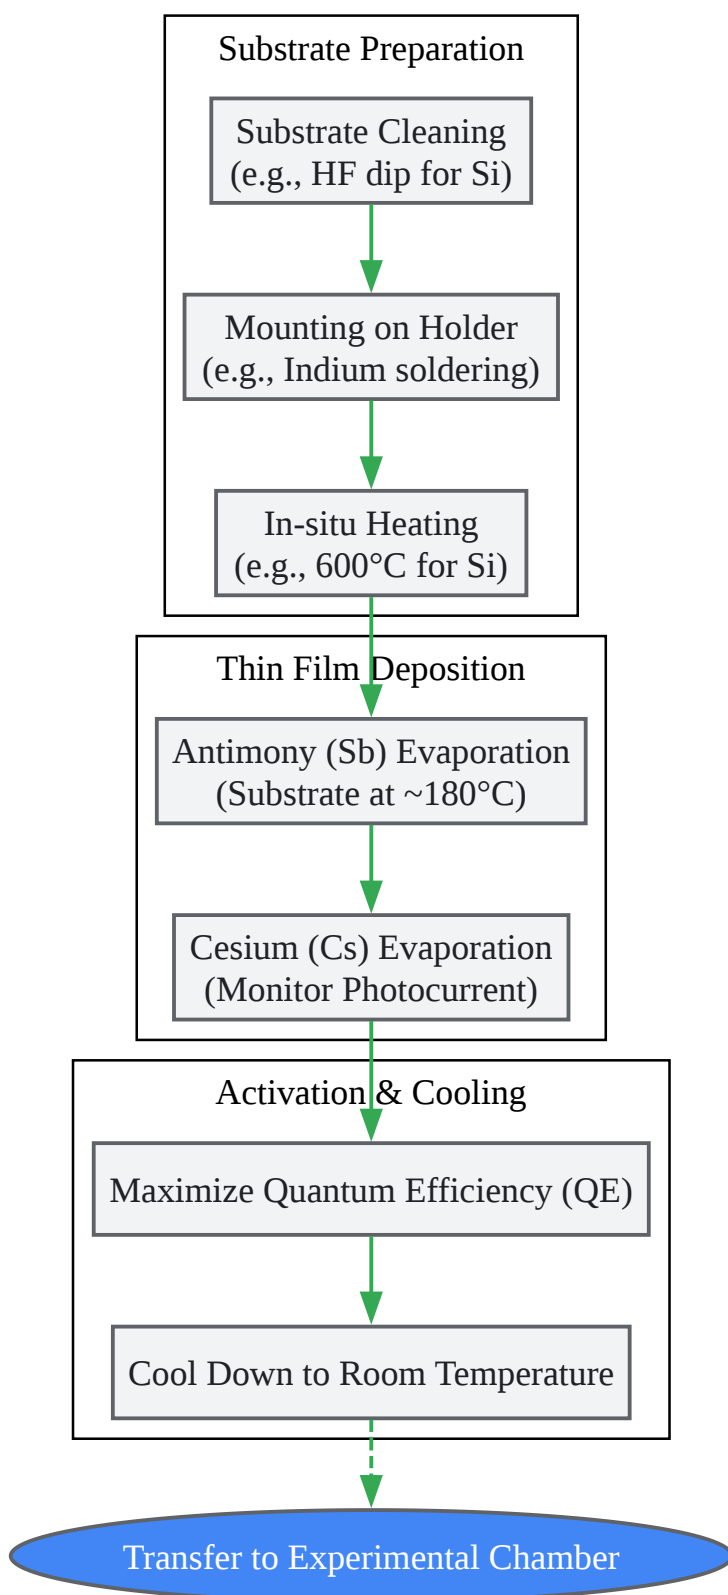 Substrate Preparation
Substrate Cleaning
(e.g., HF dip for Si)
Mounting on Holder
(e.g., Indium soldering)
In-situ Heating
(e.g., 600°C for Si)
Thin Film Deposition
Antimony (Sb) Evaporation
(Substrate at ~180°C)
Cesium (Cs) Evaporation
(Monitor Photocurrent)
Activation & Cooling
Maximize Quantum Efficiency (QE)
Cool Down to Room Temperature
Transfer to Experimental Chamber